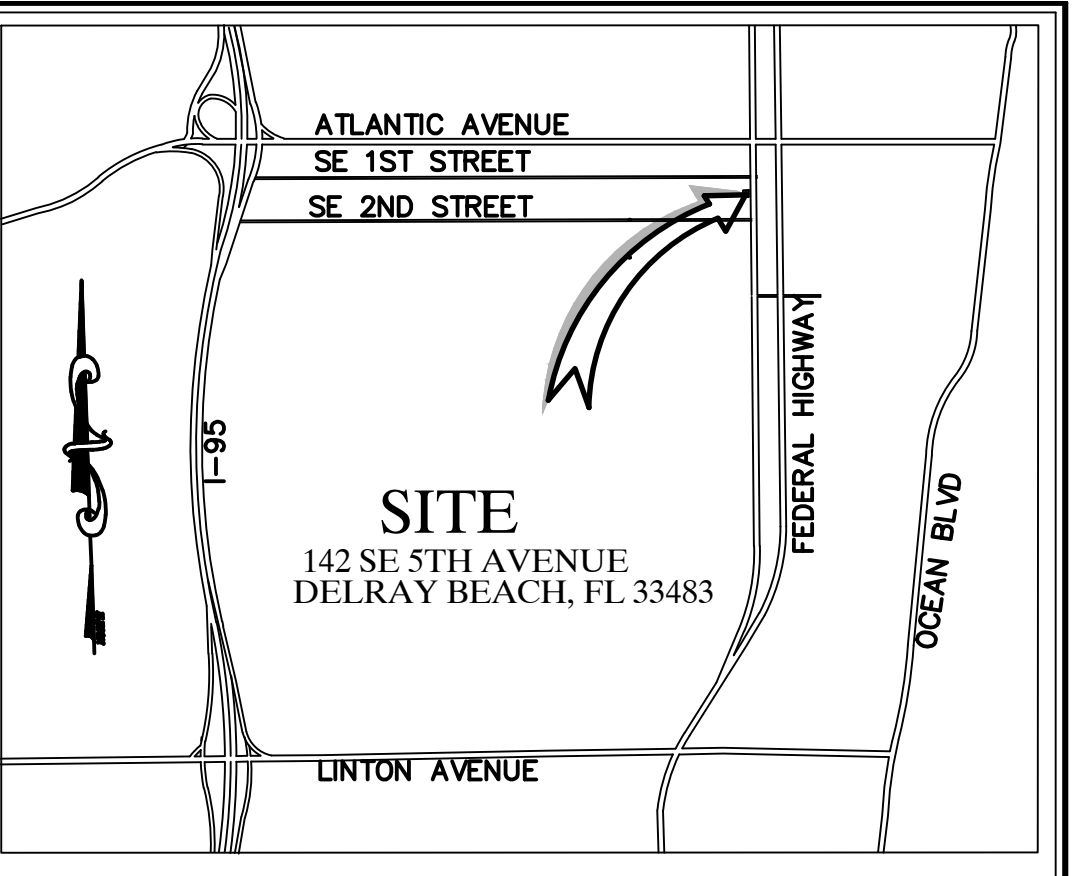 ATLANTIC AVENUE
SE 1ST STREET
SE 2ND STREET
I-95
FEDERAL HIGHWAY
SITE
142 SE 5TH AVENUE
DELRAY BEACH, FL 33483
OCEAN BLVD
LINTON AVENUE